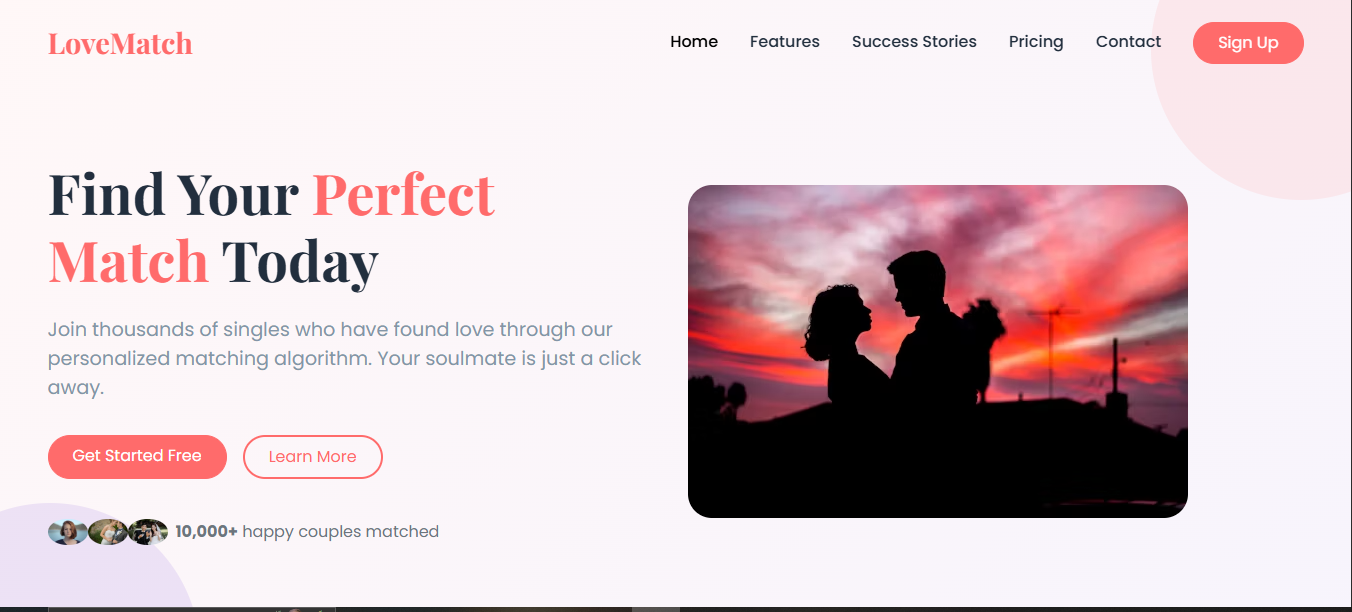 LoveMatch
Home Features Success Stories Pricing Contact Sign Up
Find Your Perfect
Match Today
Join thousands of singles who have found love through our
personalized matching algorithm. Your soulmate is just a click
away.
Get Started Free Learn More
10,000+ happy couples matched